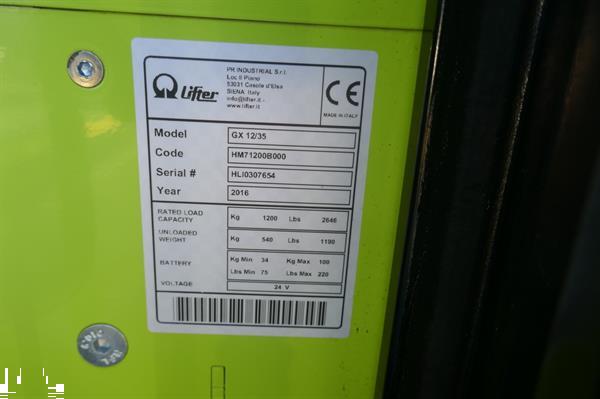 Lifter
PR INDUSTRIAL S.r.l.
Loc.Il Piano
53031 Casole d'Elsa
SIENA Italy
info@lifter.it -
www.lifter.it
CE
MADE IN ITALY
Model GX 12/35
Code HM71200B000
Serial # HLI0307654
Year 2016
RATED LOAD CAPACITY Kg 1200 Lbs 2646
UNLOADED WEIGHT Kg 540 Lbs 1190
BATTERY Kg Min 34 Kg Max 100
Lbs Min 75 Lbs Max 220
VOLTAGE 24 V